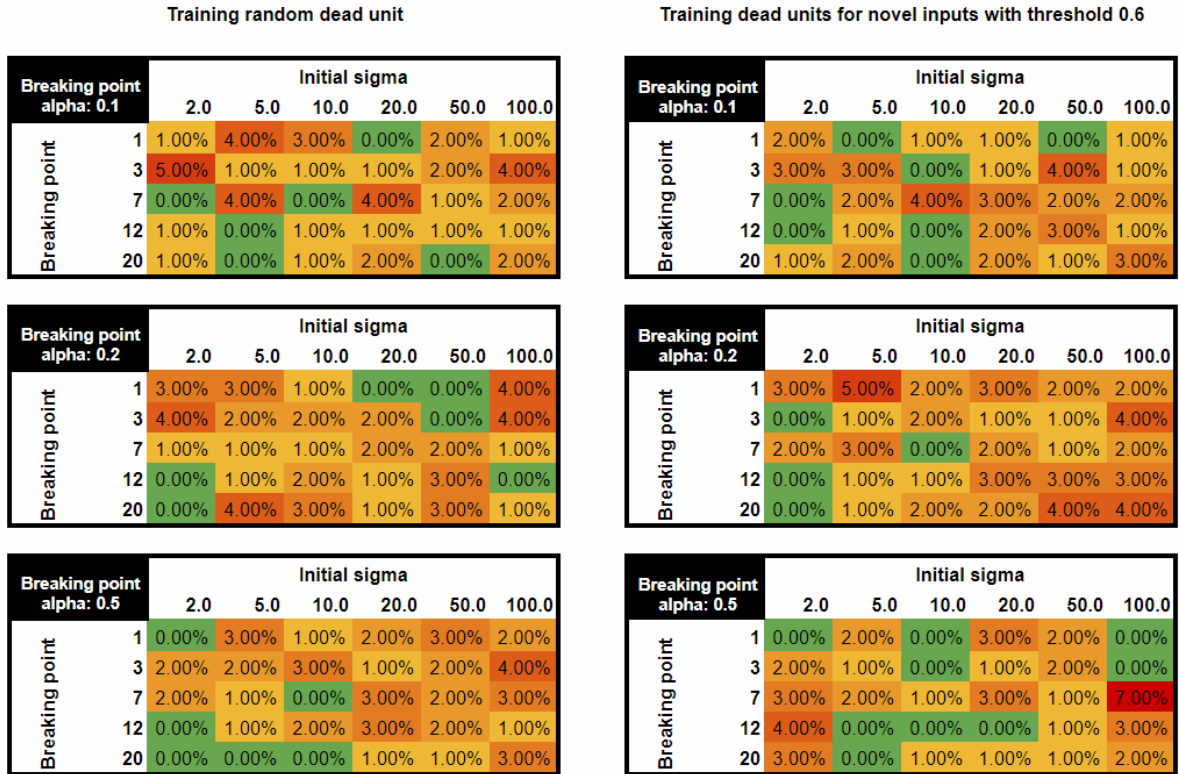 Training random dead unit
Breaking point alpha: 0.1
Initial sigma
2.0 5.0 10.0 20.0 50.0 100.0
Breaking point
1 1.00% 4.00% 3.00% 0.00% 2.00% 1.00%
3 5.00% 1.00% 1.00% 1.00% 2.00% 4.00%
7 0.00% 4.00% 0.00% 4.00% 1.00% 2.00%
12 1.00% 0.00% 1.00% 1.00% 1.00% 1.00%
20 1.00% 0.00% 1.00% 2.00% 0.00% 2.00%
Breaking point alpha: 0.2
Initial sigma
2.0 5.0 10.0 20.0 50.0 100.0
Breaking point
1 3.00% 3.00% 1.00% 0.00% 0.00% 4.00%
3 4.00% 2.00% 2.00% 2.00% 0.00% 4.00%
7 1.00% 1.00% 1.00% 2.00% 2.00% 1.00%
12 0.00% 1.00% 2.00% 1.00% 3.00% 0.00%
20 0.00% 4.00% 3.00% 1.00% 3.00% 1.00%
Breaking point alpha: 0.5
Initial sigma
2.0 5.0 10.0 20.0 50.0 100.0
Breaking point
1 0.00% 3.00% 1.00% 2.00% 3.00% 2.00%
3 2.00% 2.00% 3.00% 1.00% 2.00% 4.00%
7 2.00% 1.00% 0.00% 3.00% 2.00% 3.00%
12 0.00% 1.00% 2.00% 3.00% 2.00% 1.00%
20 0.00% 0.00% 0.00% 1.00% 1.00% 3.00%
Training dead units for novel inputs with threshold 0.6
Breaking point alpha: 0.1
Initial sigma
2.0 5.0 10.0 20.0 50.0 100.0
Breaking point
1 2.00% 0.00% 1.00% 1.00% 0.00% 1.00%
3 3.00% 3.00% 0.00% 1.00% 4.00% 1.00%
7 0.00% 2.00% 4.00% 3.00% 2.00% 2.00%
12 0.00% 1.00% 0.00% 2.00% 3.00% 1.00%
20 1.00% 2.00% 0.00% 2.00% 1.00% 3.00%
Breaking point alpha: 0.2
Initial sigma
2.0 5.0 10.0 20.0 50.0 100.0
Breaking point
1 3.00% 5.00% 2.00% 3.00% 2.00% 2.00%
3 0.00% 1.00% 2.00% 1.00% 1.00% 4.00%
7 2.00% 3.00% 0.00% 2.00% 1.00% 2.00%
12 0.00% 1.00% 1.00% 3.00% 3.00% 3.00%
20 0.00% 1.00% 2.00% 2.00% 4.00% 4.00%
Breaking point alpha: 0.5
Initial sigma
2.0 5.0 10.0 20.0 50.0 100.0
Breaking point
1 0.00% 2.00% 0.00% 3.00% 2.00% 0.00%
3 2.00% 1.00% 0.00% 1.00% 2.00% 0.00%
7 3.00% 2.00% 1.00% 3.00% 1.00% 7.00%
12 4.00% 0.00% 0.00% 0.00% 1.00% 3.00%
20 3.00% 0.00% 1.00% 1.00% 1.00% 2.00%